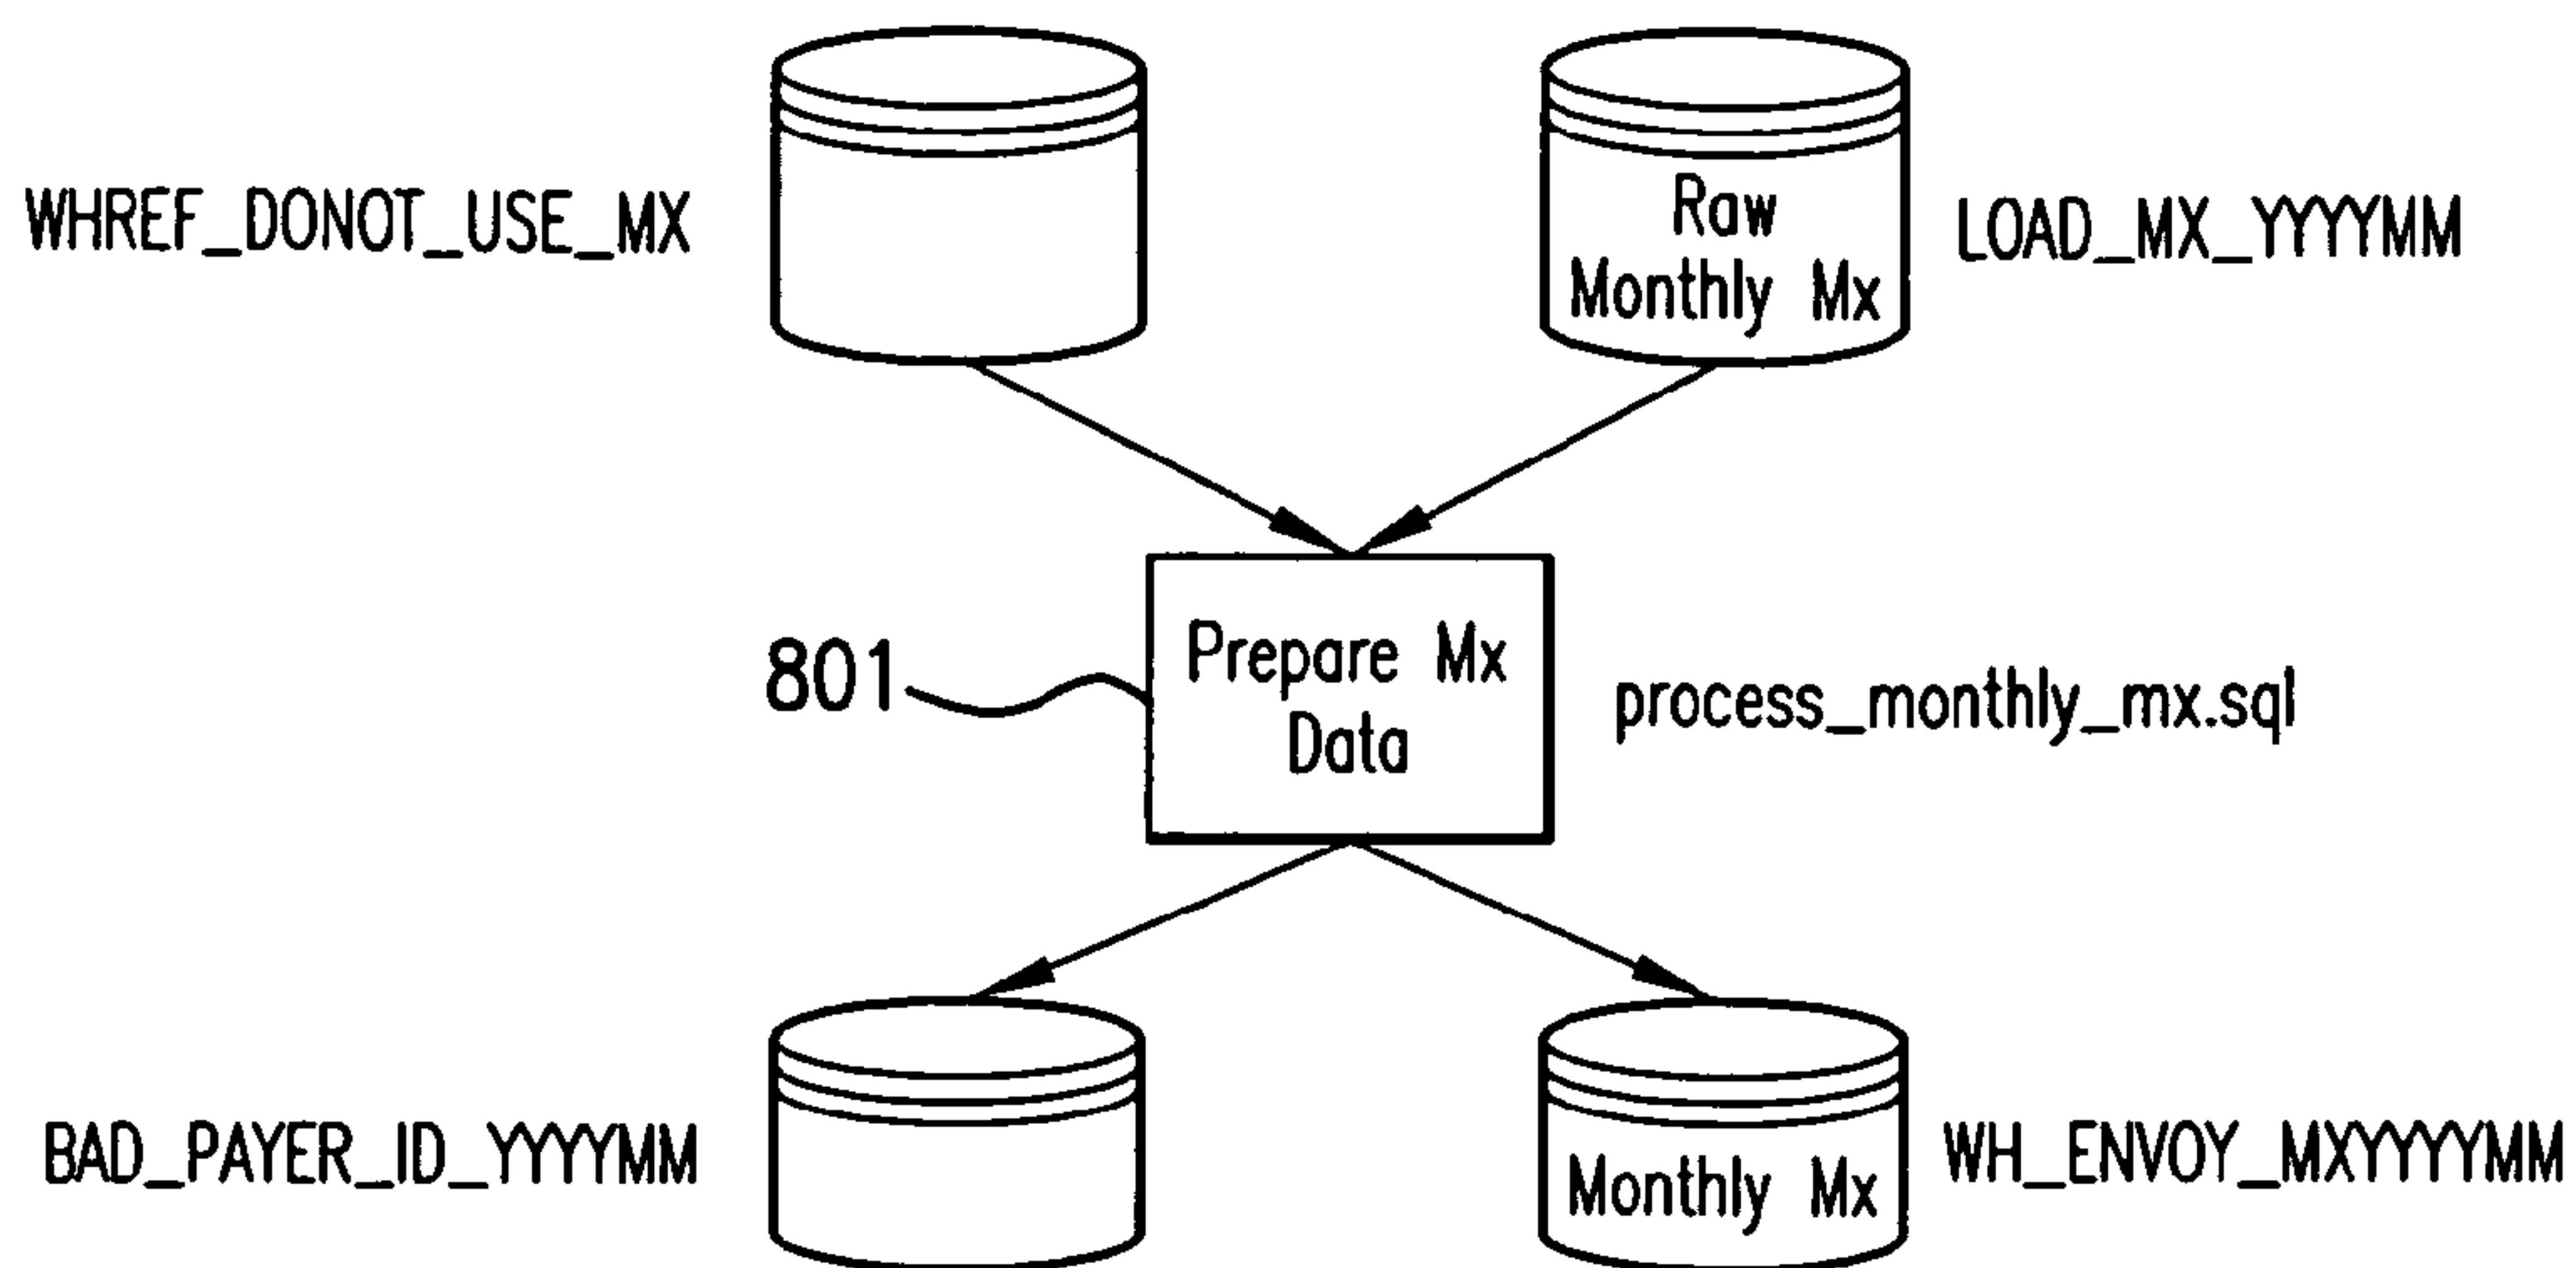 WHREF_DONOT_USE_MX
Raw
Monthly Mx
LOAD_MX_YYYYMM
801
Prepare Mx
Data
process_monthly_mx.sql
BAD_PAYER_ID_YYYYMM
Monthly Mx
WH_ENVOY_MXYYYYMM